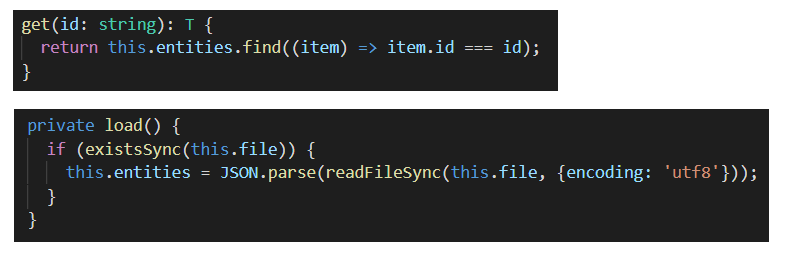 get(id: string): T {
return this.entities.find((item) => item.id === id);
}
private load() {
if (existsSync(this.file)) {
this.entities = JSON.parse(readFileSync(this.file, {encoding: 'utf8'}));
}
}